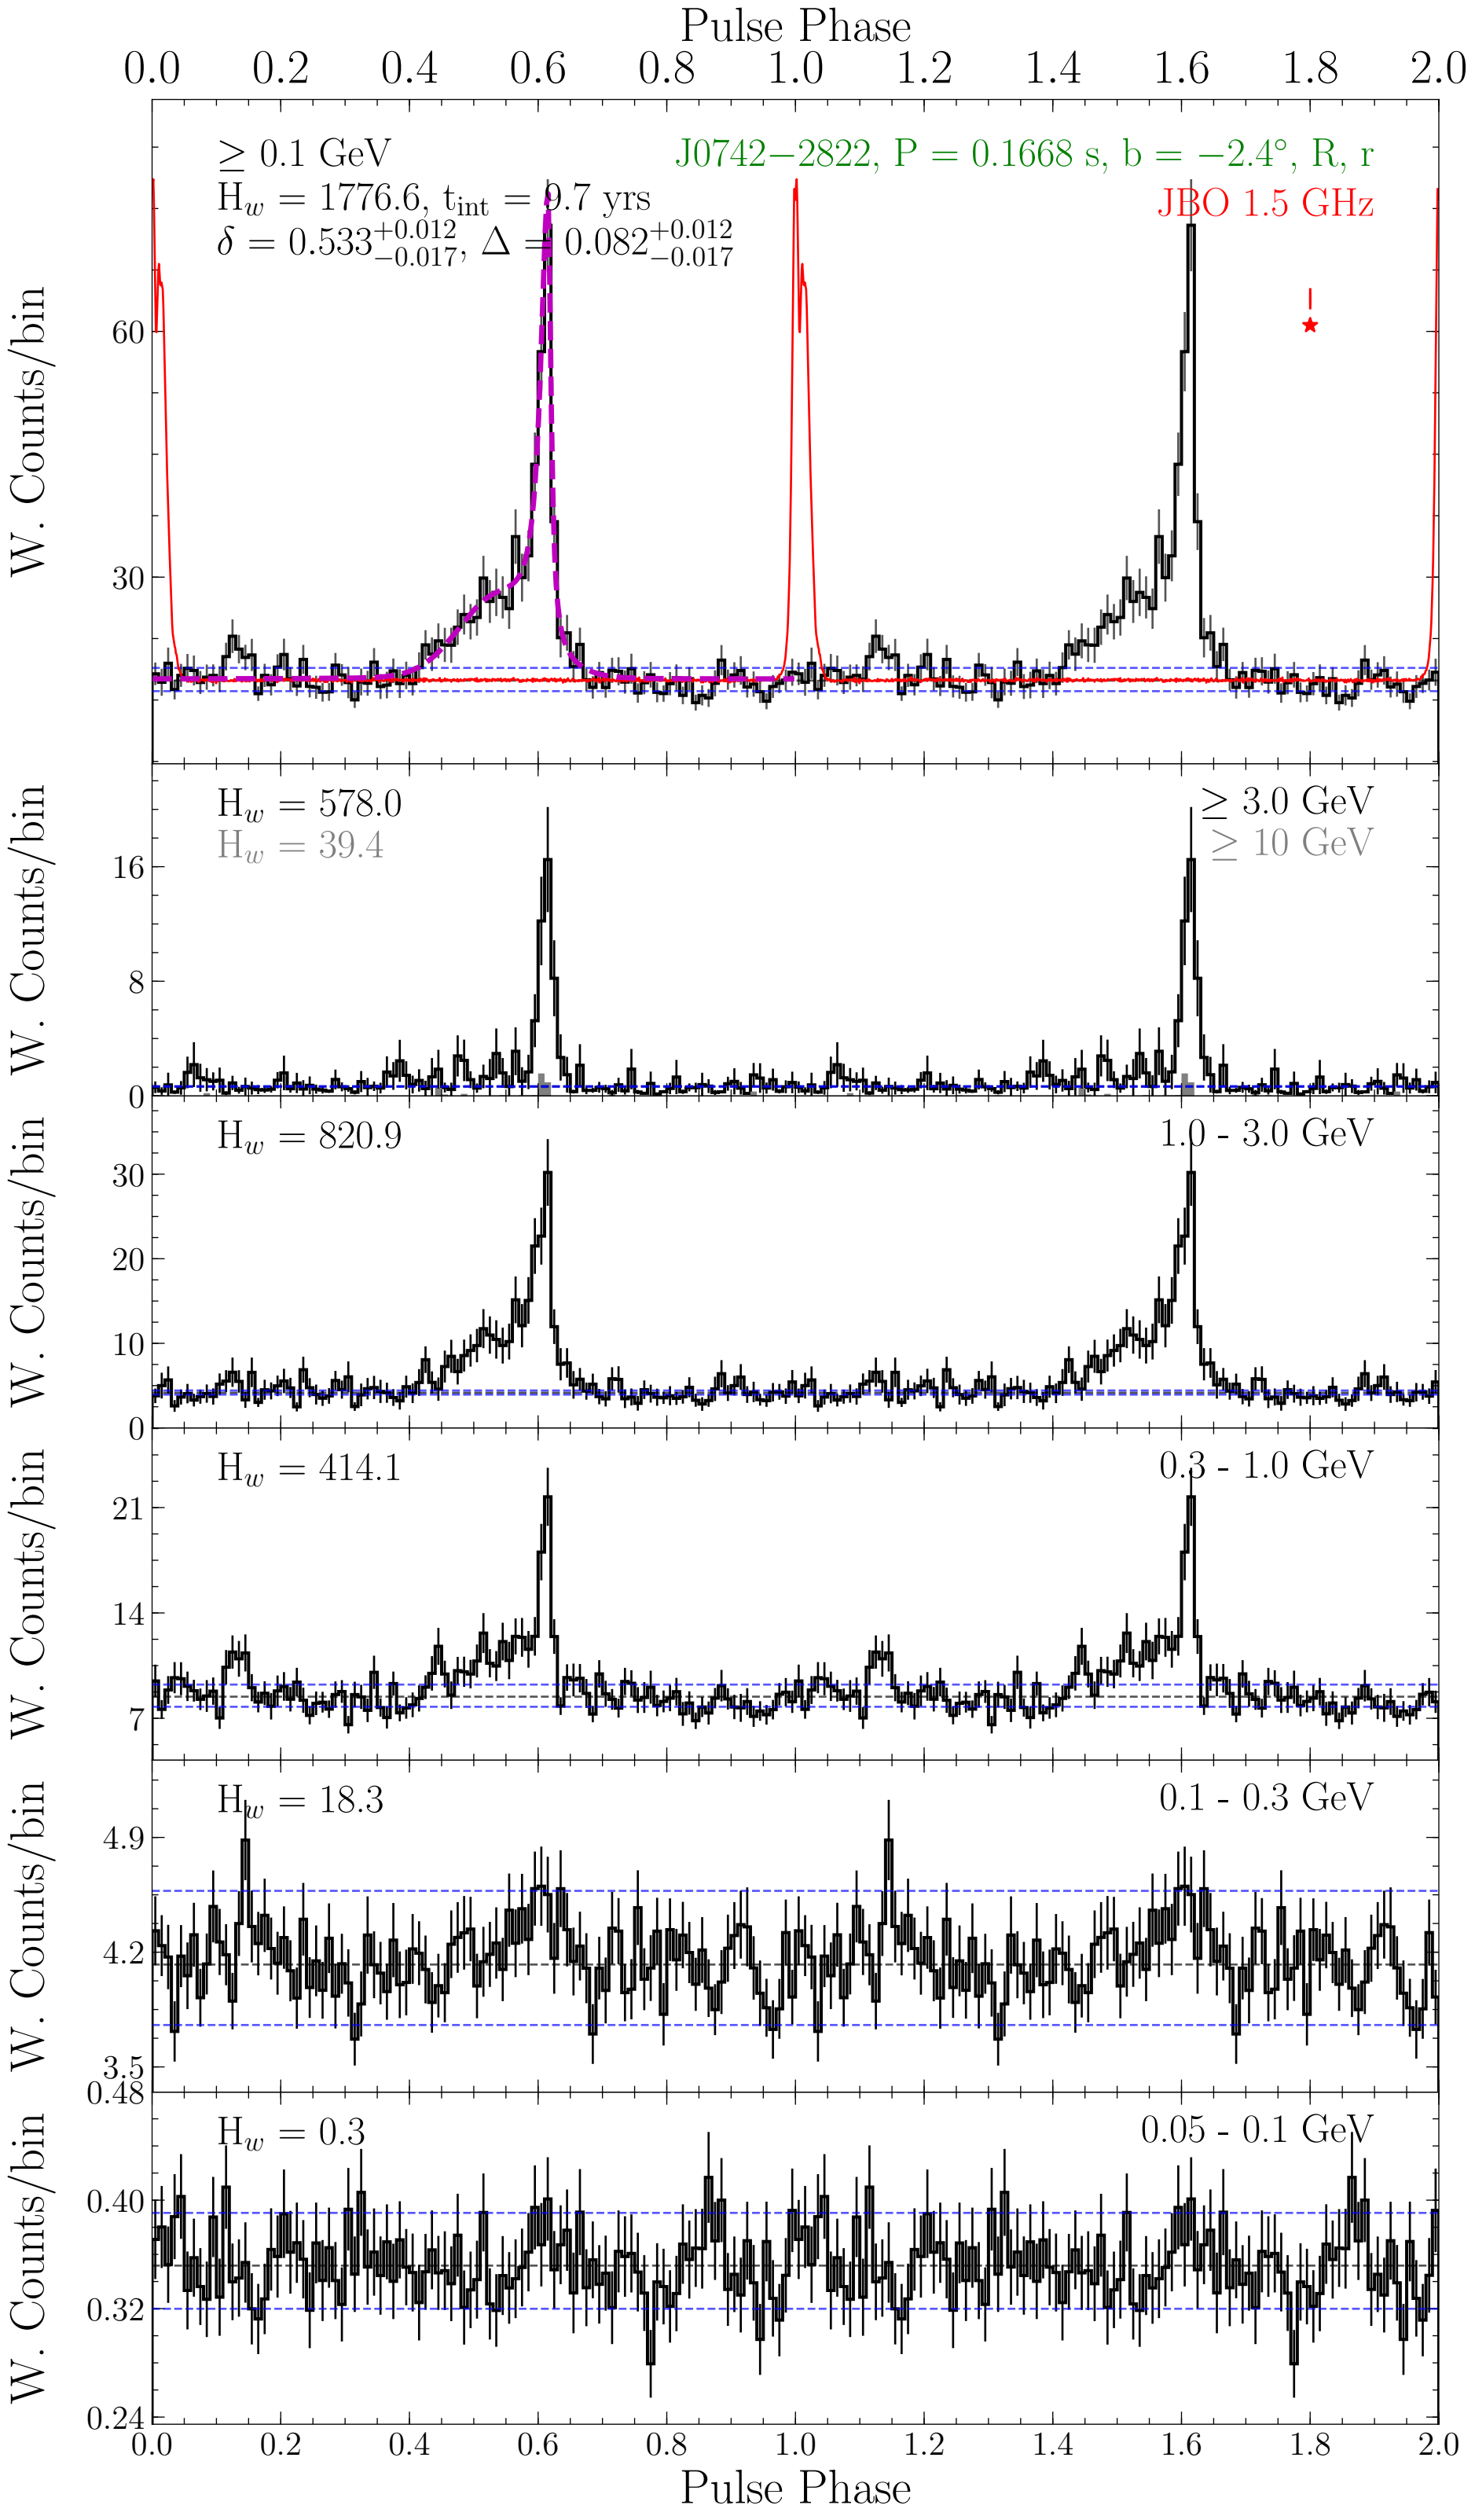 Pulse Phase
0.0 0.2 0.4 0.6 0.8 1.0 1.2 1.4 1.6 1.8 2.0
≥ 0.1 GeV
J0742−2822, P = 0.1668 s, b = −2.4°, R, r
H_w = 1776.6, t_int = 9.7 yrs
JBO 1.5 GHz
δ = 0.533 +0.012 −0.017, Δ = 0.082 +0.012 −0.017
60
30
W. Counts/bin
H_w = 578.0
≥ 3.0 GeV
H_w = 39.4
≥ 10 GeV
16
8
0
W. Counts/bin
H_w = 820.9
1.0 - 3.0 GeV
30
20
10
0
W. Counts/bin
H_w = 414.1
0.3 - 1.0 GeV
21
14
7
W. Counts/bin
H_w = 18.3
0.1 - 0.3 GeV
4.9
4.2
3.5
W. Counts/bin
0.48
H_w = 0.3
0.05 - 0.1 GeV
0.40
0.32
0.24
W. Counts/bin
0.0 0.2 0.4 0.6 0.8 1.0 1.2 1.4 1.6 1.8 2.0
Pulse Phase